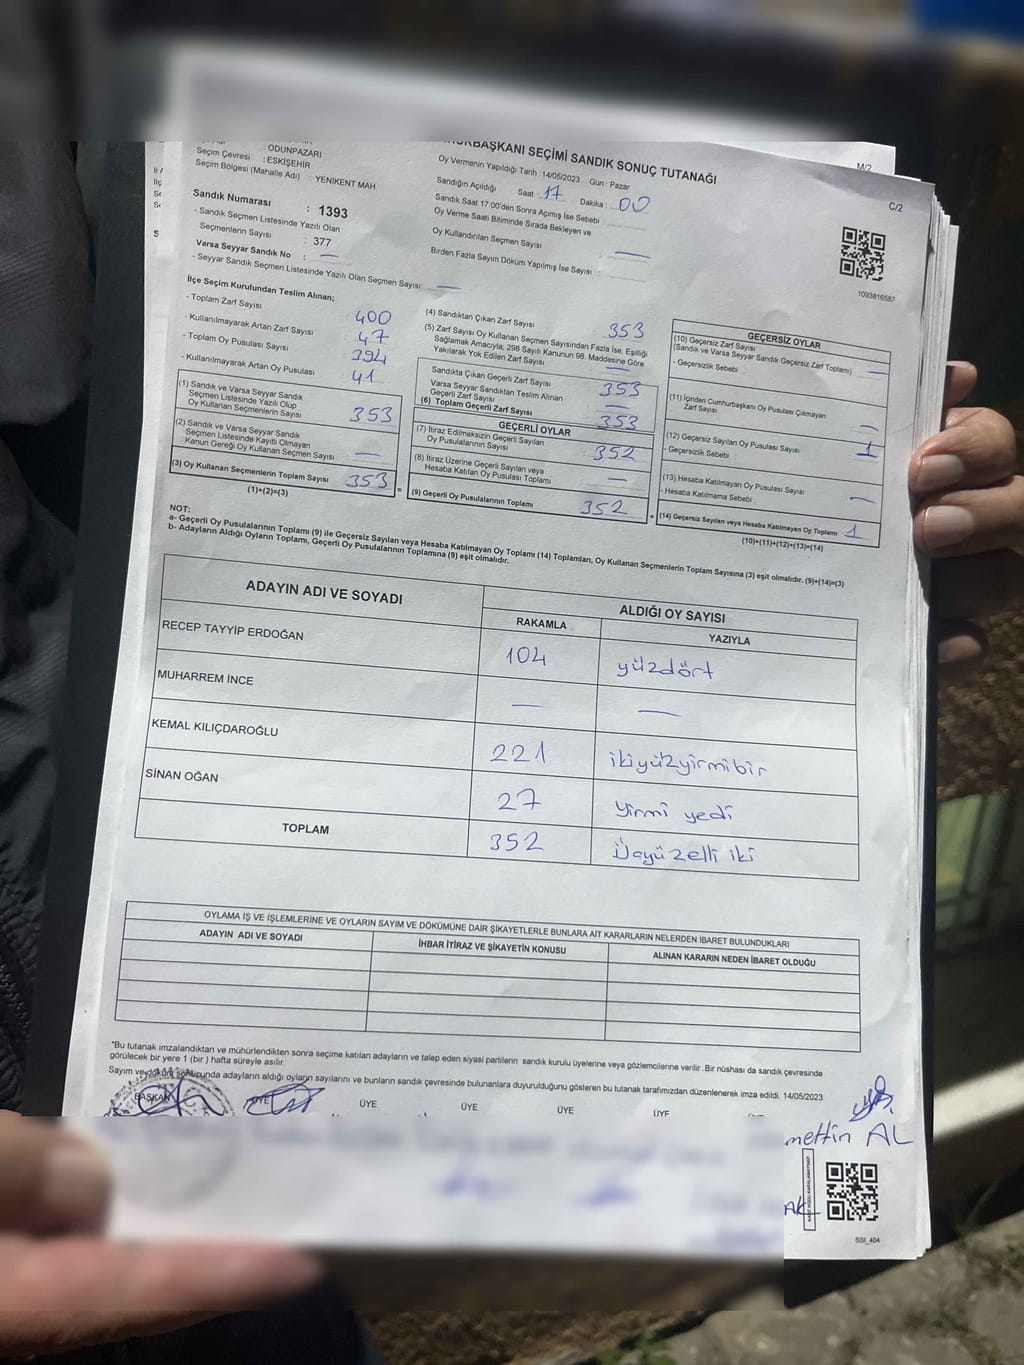 ODUNPAZARI
Seçim Çevresi : ESKİŞEHİR
Seçim Bölgesi (Mahalle Adı) : YENİKENT MAH
BAŞKANI SEÇİMİ SANDIK SONUÇ TUTANAĞI
M/2
C/2
Oy Vermenin Yapıldığı Tarih : 14/05/2023 Gün : Pazar
Sandığın Açıldığı Saat : 17 Dakika : 00
Sandık Saat 17:00'den Sonra Açılmış İse Sebebi :
Oy Verme Saati Bitiminde Sırada Bekleyen ve
Oy Kullandırılan Seçmen Sayısı : —
Birden Fazla Sayım Döküm Yapılmış İse Sayısı :
1093816587
Sandık Numarası : 1393
- Sandık Seçmen Listesinde Yazılı Olan
Seçmenlerin Sayısı : 377
Varsa Seyyar Sandık No : —
- Seyyar Sandık Seçmen Listesinde Yazılı Olan Seçmen Sayısı : —
İlçe Seçim Kurulundan Teslim Alınan;
- Toplam Zarf Sayısı : 400
- Kullanılmayarak Artan Zarf Sayısı : 47
- Toplam Oy Pusulası Sayısı : 394
- Kullanılmayarak Artan Oy Pusulası : 41
(1) Sandık ve Varsa Seyyar Sandık
Seçmen Listesinde Yazılı Olup
Oy Kullanan Seçmenlerin Sayısı : 353
(2) Sandık ve Varsa Seyyar Sandık
Seçmen Listesinde Kayıtlı Olmayan
Kanun Gereği Oy Kullanan Seçmen Sayısı : —
(3) Oy Kullanan Seçmenlerin Toplam Sayısı : 353
(1)+(2)=(3)
(4) Sandıktan Çıkan Zarf Sayısı : 353
(5) Zarf Sayısı Oy Kullanan Seçmen Sayısından Fazla İse, Eşitliği
Sağlamak Amacıyla; 298 Sayılı Kanunun 98. Maddesine Göre
Yakılarak Yok Edilen Zarf Sayısı : —
Sandıkta Çıkan Geçerli Zarf Sayısı : 353
Varsa Seyyar Sandıktan Teslim Alınan
Geçerli Zarf Sayısı : —
(6) Toplam Geçerli Zarf Sayısı : 353
GEÇERLİ OYLAR
(7) İtiraz Edilmeksizin Geçerli Sayılan
Oy Pusulalarının Sayısı : 352
(8) İtiraz Üzerine Geçerli Sayılan veya
Hesaba Katılan Oy Pusulası Toplamı : —
(9) Geçerli Oy Pusulalarının Toplamı : 352
GEÇERSİZ OYLAR
(10) Geçersiz Zarf Sayısı
(Sandık ve Varsa Seyyar Sandık Geçersiz Zarf Toplamı) : —
- Geçersizlik Sebebi :
(11) İçinden Cumhurbaşkanı Oy Pusulası Çıkmayan
Zarf Sayısı : —
(12) Geçersiz Sayılan Oy Pusulası Sayısı : 1
- Geçersizlik Sebebi :
(13) Hesaba Katılmayan Oy Pusulası Sayısı : —
- Hesaba Katılmama Sebebi :
(14) Geçersiz Sayılan veya Hesaba Katılmayan Oy Toplamı : 1
(10)+(11)+(12)+(13)=(14)
NOT:
a- Geçerli Oy Pusulalarının Toplamı (9) ile Geçersiz Sayılan veya Hesaba Katılmayan Oy Toplamı (14) Toplamları, Oy Kullanan Seçmenlerin Toplam Sayısına (3) eşit olmalıdır. (9)+(14)=(3)
b- Adayların Aldığı Oyların Toplamı, Geçerli Oy Pusulalarının Toplamına (9) eşit olmalıdır.
ADAYIN ADI VE SOYADI ALDIĞI OY SAYISI
RAKAMLA YAZIYLA
RECEP TAYYİP ERDOĞAN 104 yüzdört
MUHARREM İNCE — —
KEMAL KILIÇDAROĞLU 221 ikiyüzyirmibir
SİNAN OĞAN 27 yirmi yedi
TOPLAM 352 Üçyüzelli iki
OYLAMA İŞ VE İŞLEMLERİNE VE OYLARIN SAYIM VE DÖKÜMÜNE DAİR ŞİKAYETLERLE BUNLARA AİT KARARLARIN NELERDEN İBARET BULUNDUKLARI
ADAYIN ADI VE SOYADI İHBAR İTİRAZ VE ŞİKAYETİN KONUSU ALINAN KARARIN NEDEN İBARET OLDUĞU
"Bu tutanak imzalandıktan ve mühürlendikten sonra seçime katılan adayların ve talep eden siyasi partilerin sandık kurulu üyelerine veya gözlemcilerine verilir. Bir nüshası da sandık çevresinde
görülecek bir yere 1 (bir) hafta süreyle asılır.
Sayım ve döküm sonucunda adayların aldığı oyların sayılarını ve bunların sandık çevresinde bulunanlara duyurulduğunu gösteren bu tutanak tarafımızdan düzenlenerek imza edildi. 14/05/2023
BAŞKAN ÜYE ÜYE ÜYE ÜYE ÜYE
mettin AL
AK
SSI_404